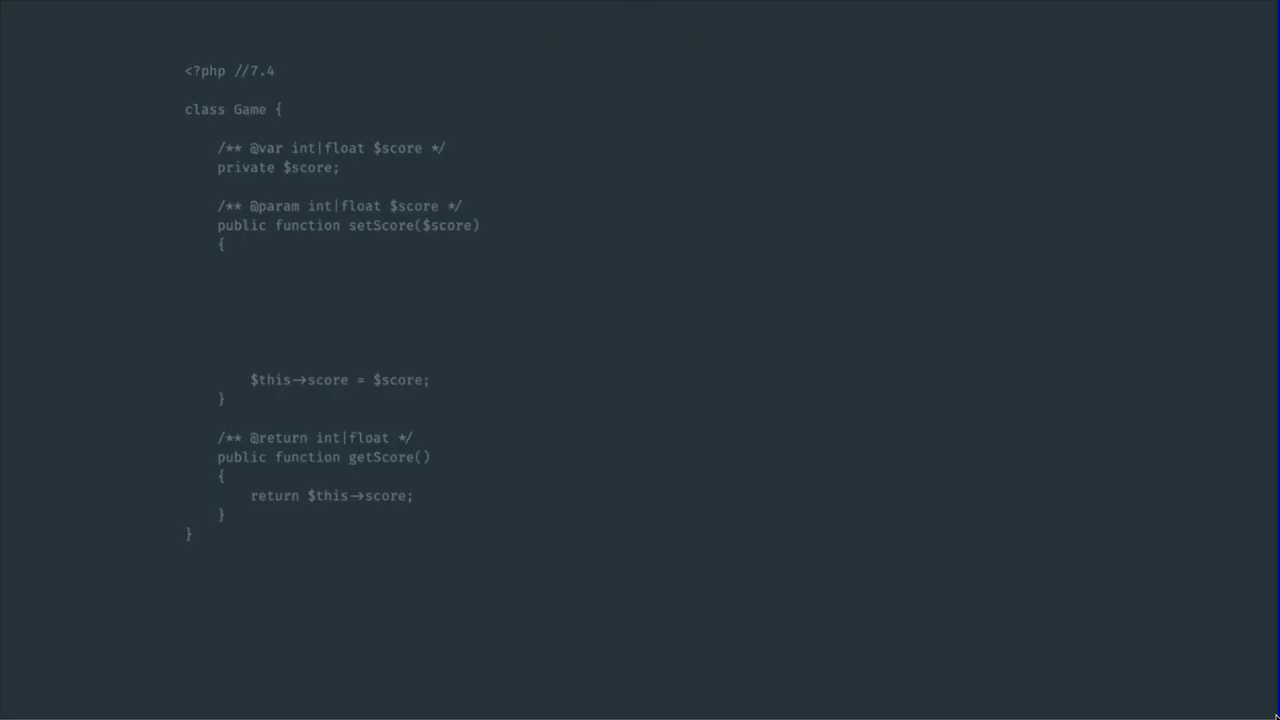 <?php //7.4
class Game {
/** @var int|float $score */
private $score;
/** @param int|float $score */
public function setScore($score)
{
$this->score = $score;
}
/** @return int|float */
public function getScore()
{
return $this->score;
}
}